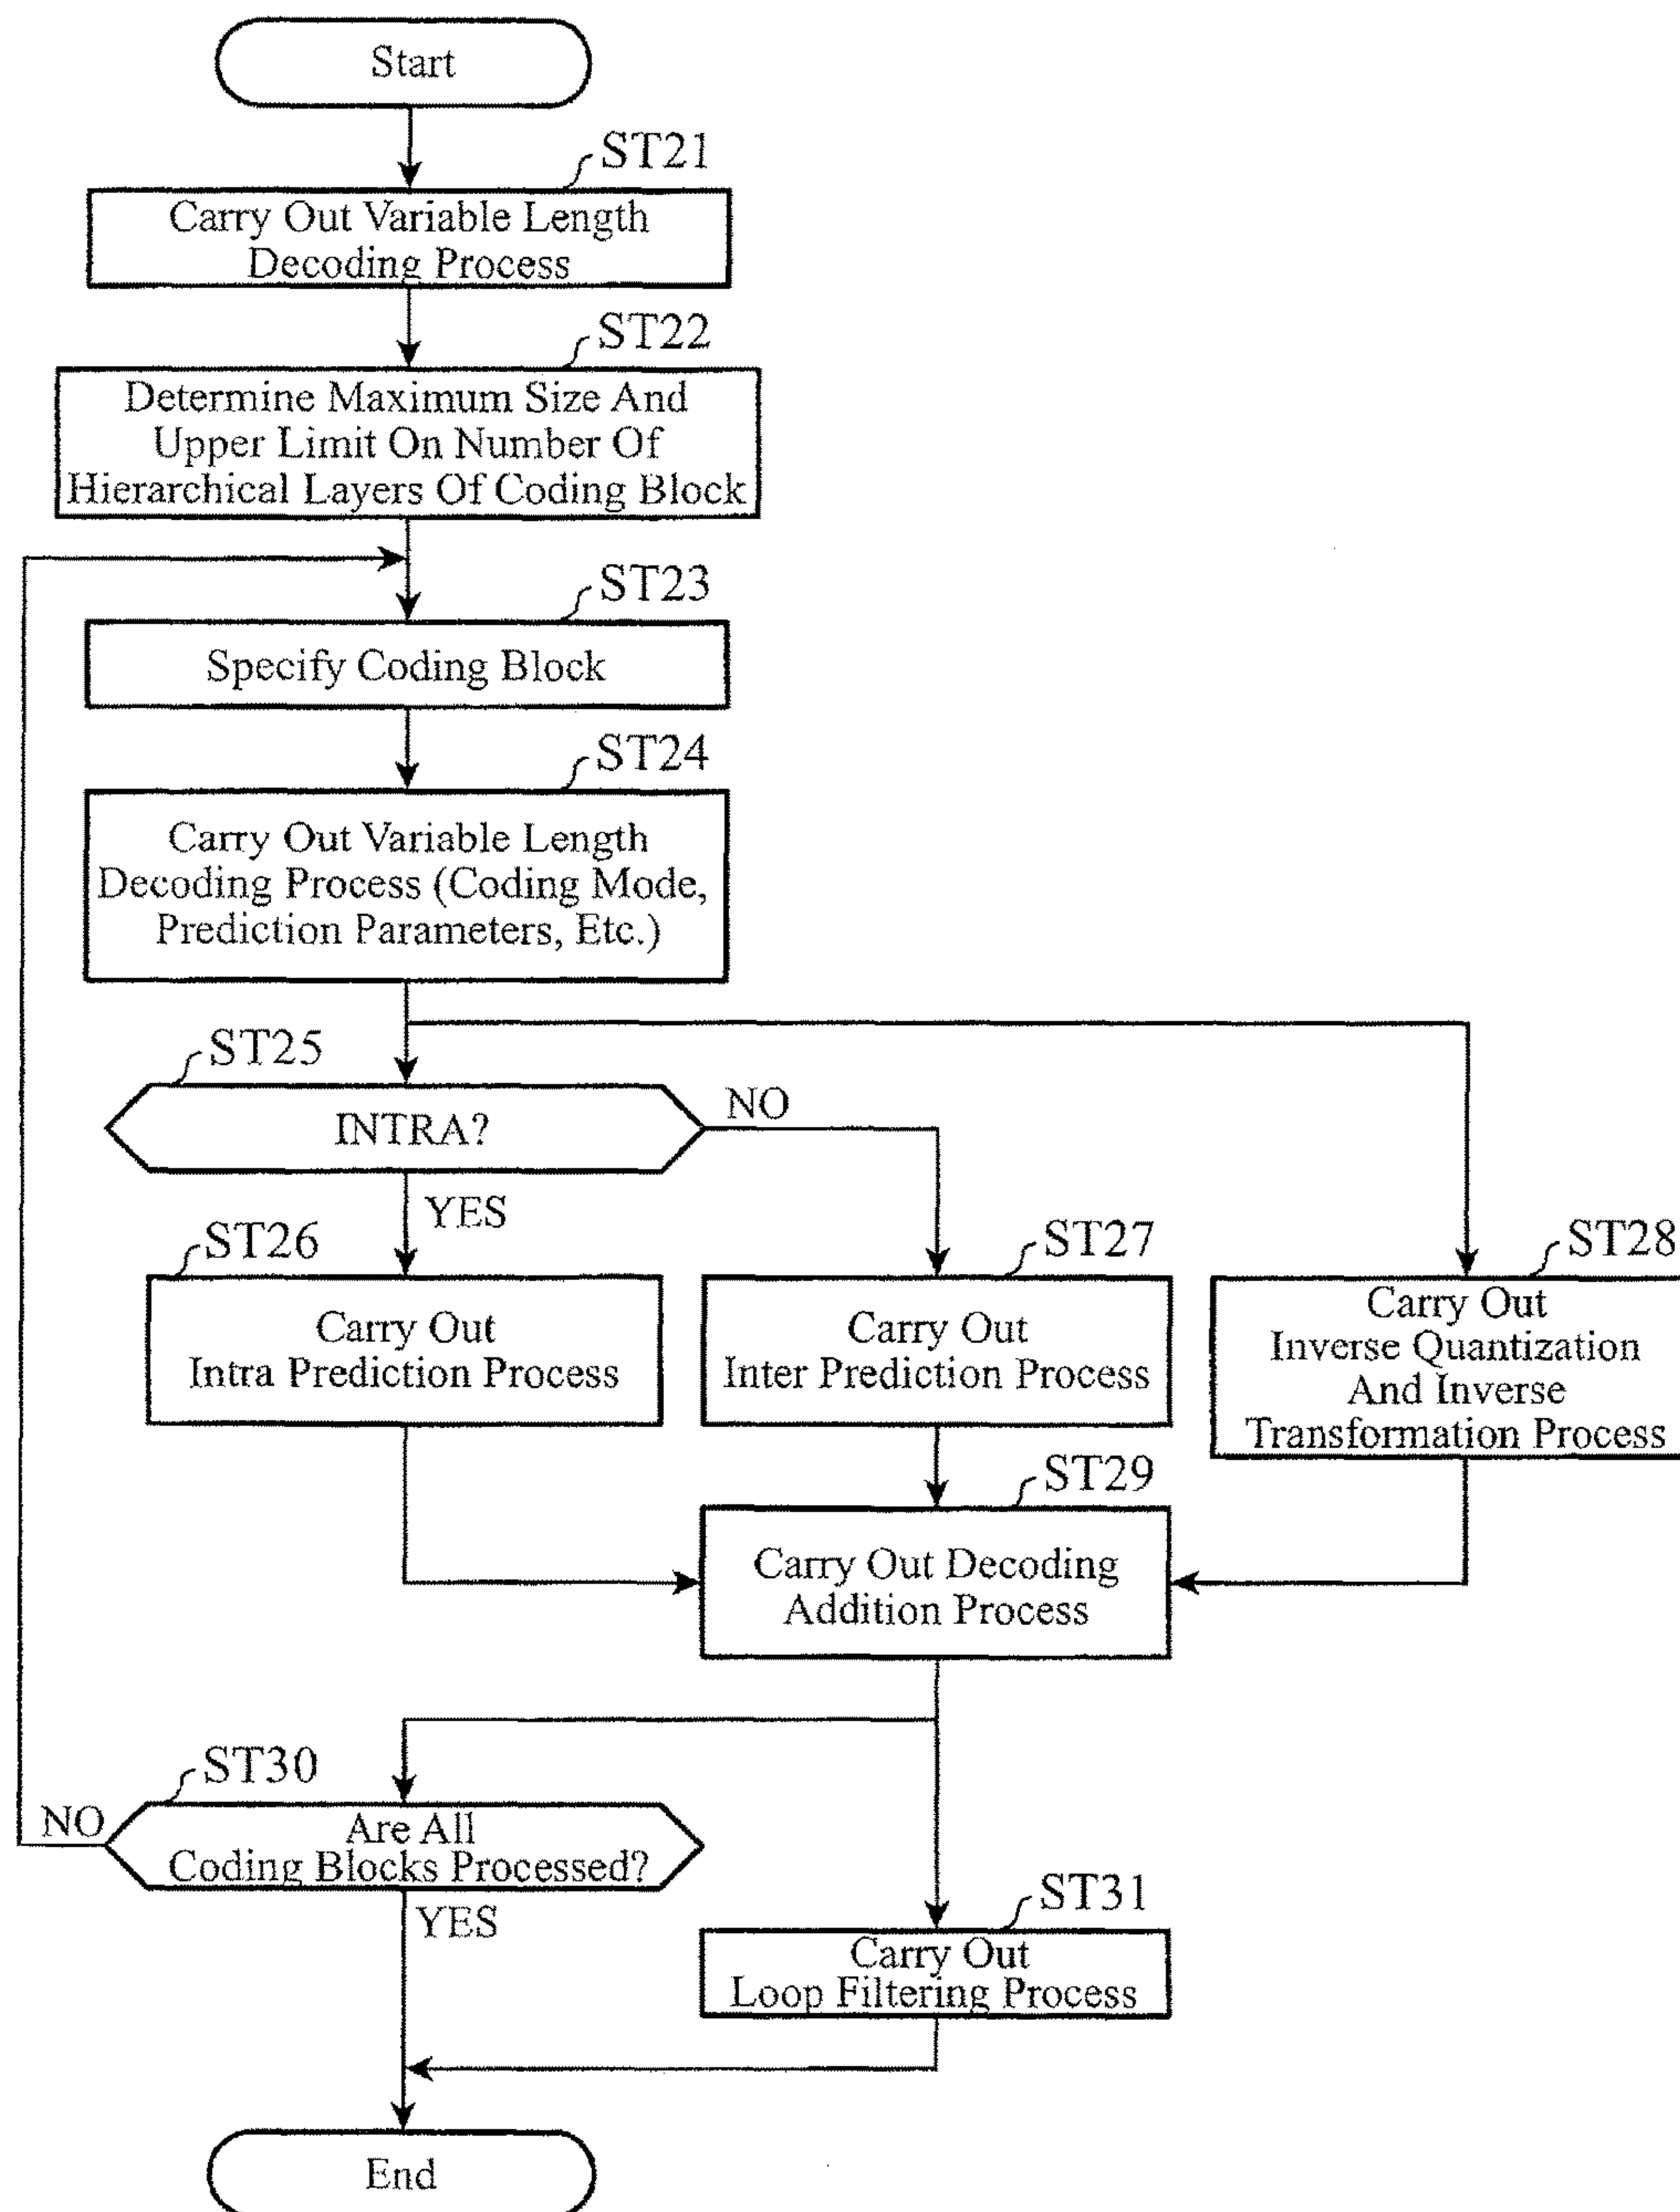 Start
ST21
Carry Out Variable Length
Decoding Process
ST22
Determine Maximum Size And
Upper Limit On Number Of
Hierarchical Layers Of Coding Block
ST23
Specify Coding Block
ST24
Carry Out Variable Length
Decoding Process (Coding Mode,
Prediction Parameters, Etc.)
ST25
INTRA?
NO
YES
ST26
Carry Out
Intra Prediction Process
ST27
Carry Out
Inter Prediction Process
ST28
Carry Out
Inverse Quantization
And Inverse
Transformation Process
ST29
Carry Out Decoding
Addition Process
ST30
NO
Are All
Coding Blocks Processed?
YES
ST31
Carry Out
Loop Filtering Process
End